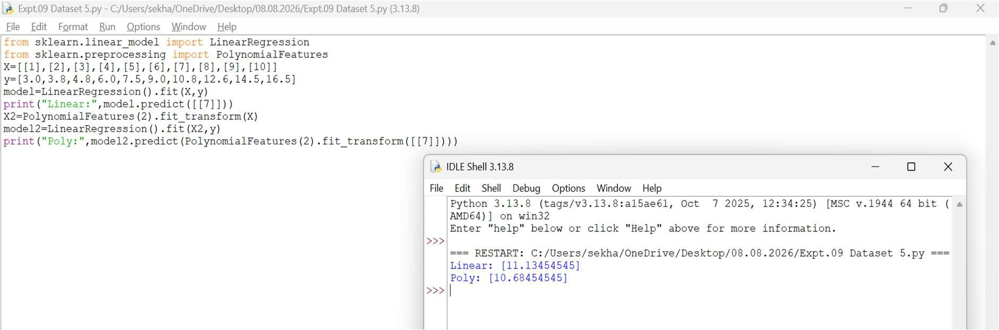 Expt.09 Dataset 5.py - C:/Users/sekha/OneDrive/Desktop/08.08.2026/Expt.09 Dataset 5.py (3.13.8)
File Edit Format Run Options Window Help
from sklearn.linear_model import LinearRegression
from sklearn.preprocessing import PolynomialFeatures
X=[[1],[2],[3],[4],[5],[6],[7],[8],[9],[10]]
y=[3.0,3.8,4.8,6.0,7.5,9.0,10.8,12.6,14.5,16.5]
model=LinearRegression().fit(X,y)
print("Linear:",model.predict([[7]]))
X2=PolynomialFeatures(2).fit_transform(X)
model2=LinearRegression().fit(X2,y)
print("Poly:",model2.predict(PolynomialFeatures(2).fit_transform([[7]])))
IDLE Shell 3.13.8
File Edit Shell Debug Options Window Help
Python 3.13.8 (tags/v3.13.8:a15ae61, Oct  7 2025, 12:34:25) [MSC v.1944 64 bit (
AMD64)] on win32
Enter "help" below or click "Help" above for more information.
>>>
=== RESTART: C:/Users/sekha/OneDrive/Desktop/08.08.2026/Expt.09 Dataset 5.py ===
Linear: [11.13454545]
Poly: [10.68454545]
>>>